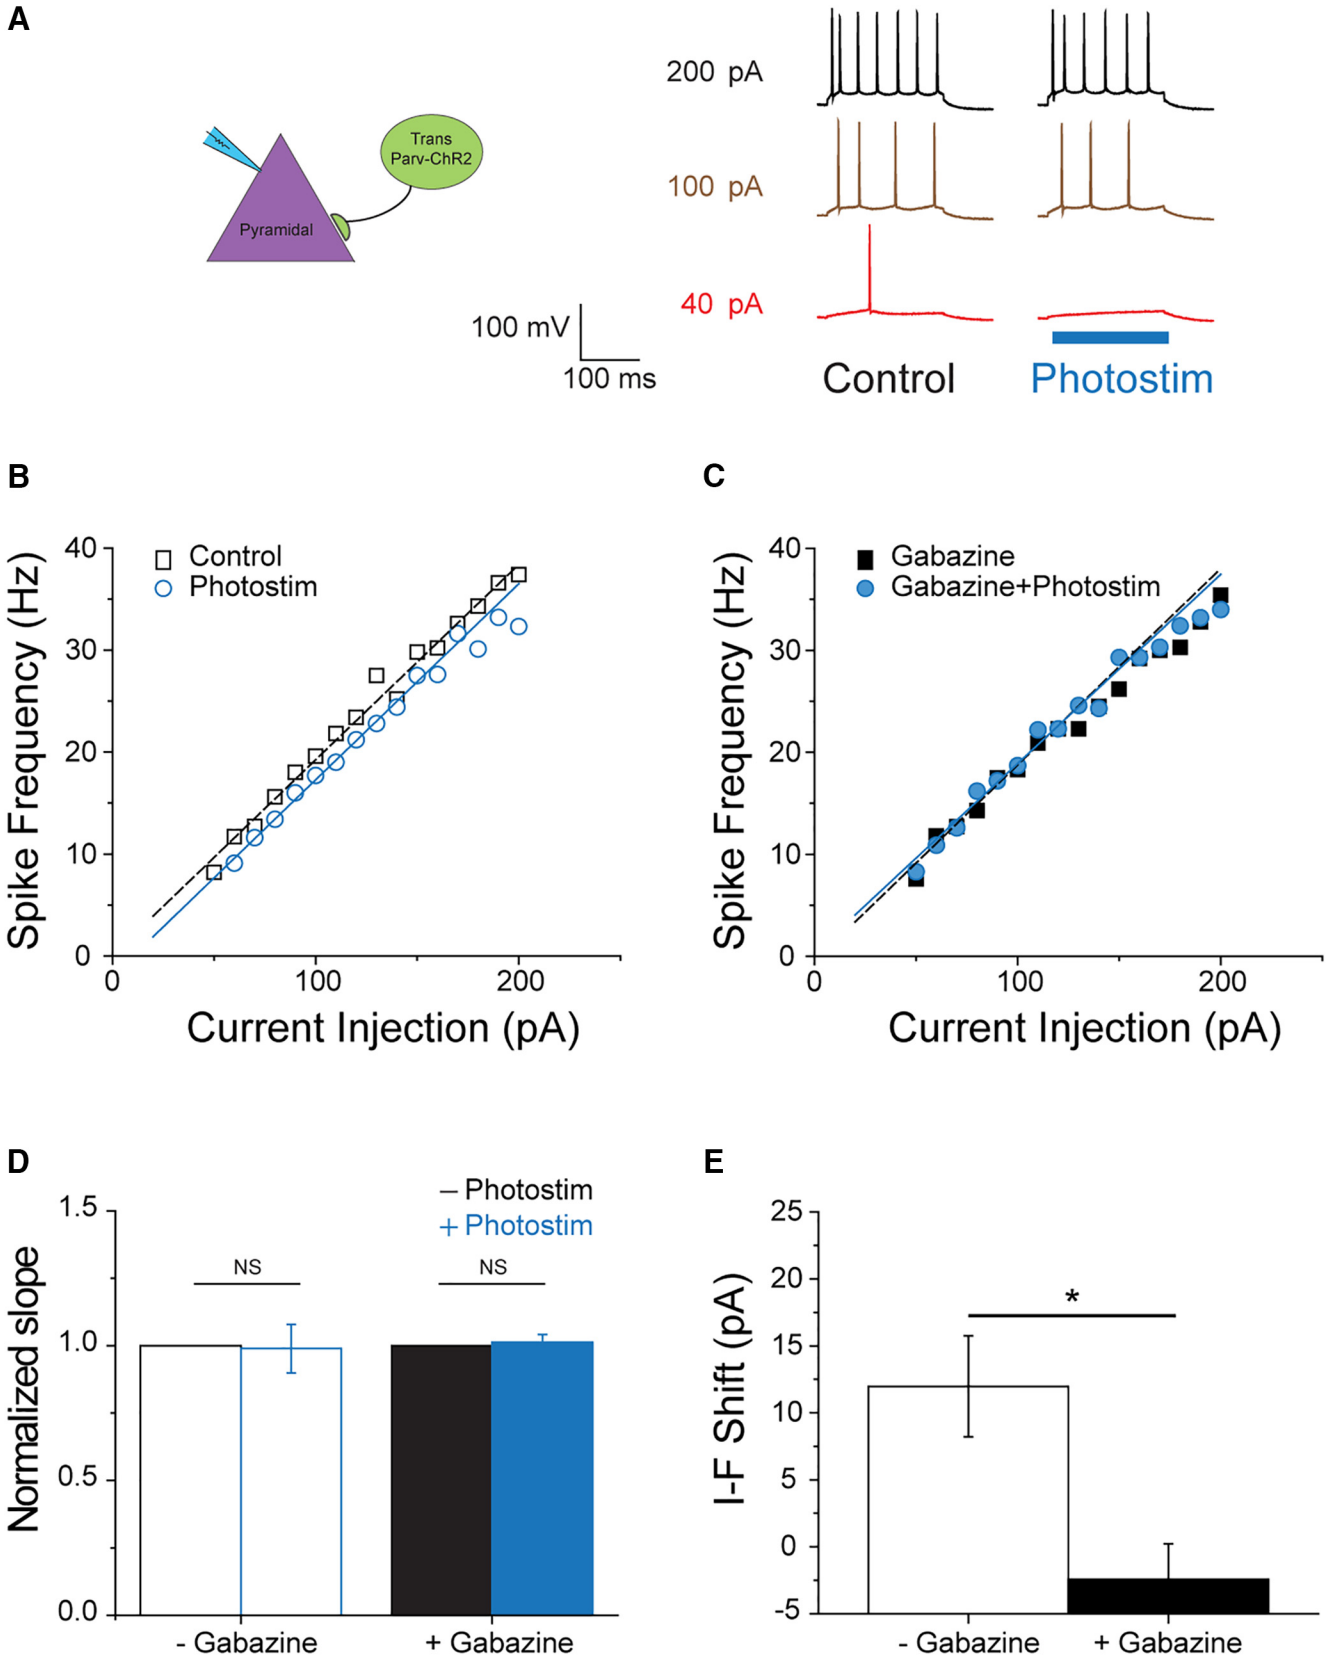 A
200 pA
Trans
Parv-ChR2
100 pA
Pyramidal
40 pA
100 mV
100 ms
Control
Photostim
B
Spike Frequency (Hz)
40
30
20
10
0
Control
Photostim
0
100
200
Current Injection (pA)
C
Spike Frequency (Hz)
40
30
20
10
0
Gabazine
Gabazine+Photostim
0
100
200
Current Injection (pA)
D
Normalized slope
1.5
1.0
0.5
0.0
– Photostim
+ Photostim
NS
NS
- Gabazine
+ Gabazine
E
I-F Shift (pA)
25
20
15
10
5
0
-5
*
- Gabazine
+ Gabazine